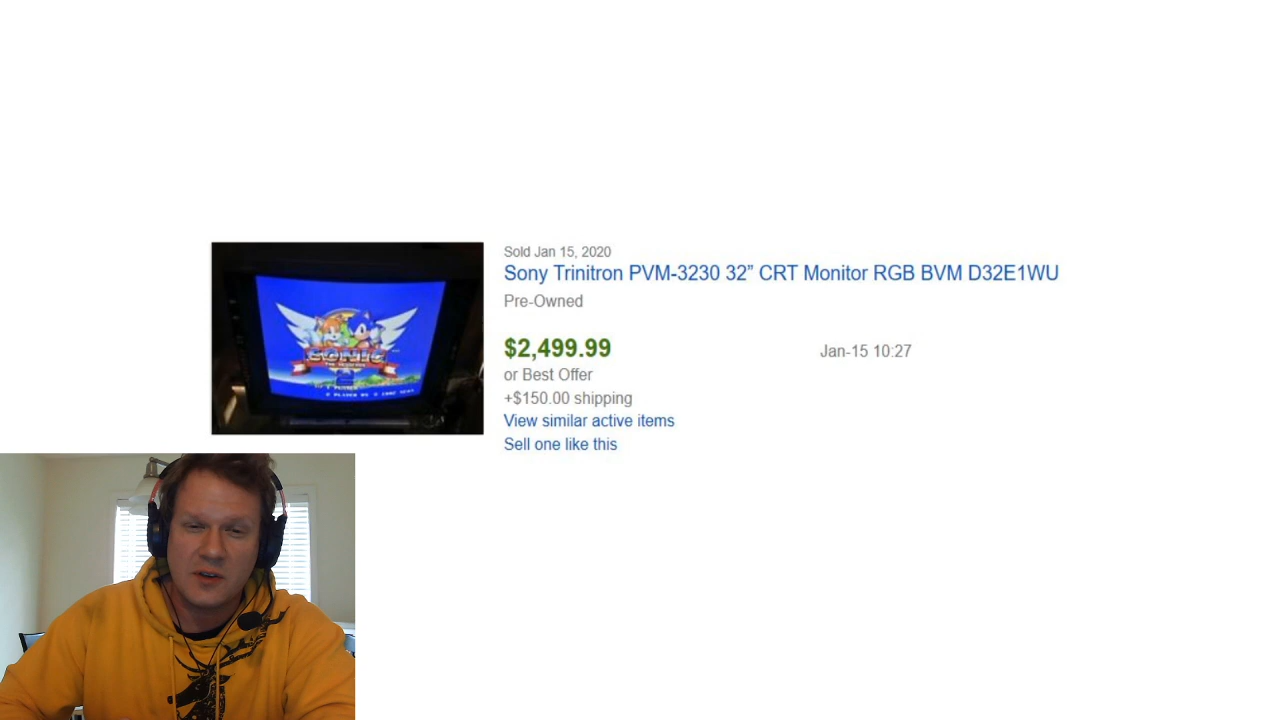 Sold Jan 15, 2020
Sony Trinitron PVM-3230 32” CRT Monitor RGB BVM D32E1WU
Pre-Owned
$2,499.99
Jan-15 10:27
or Best Offer
+$150.00 shipping
View similar active items
Sell one like this
SONIC